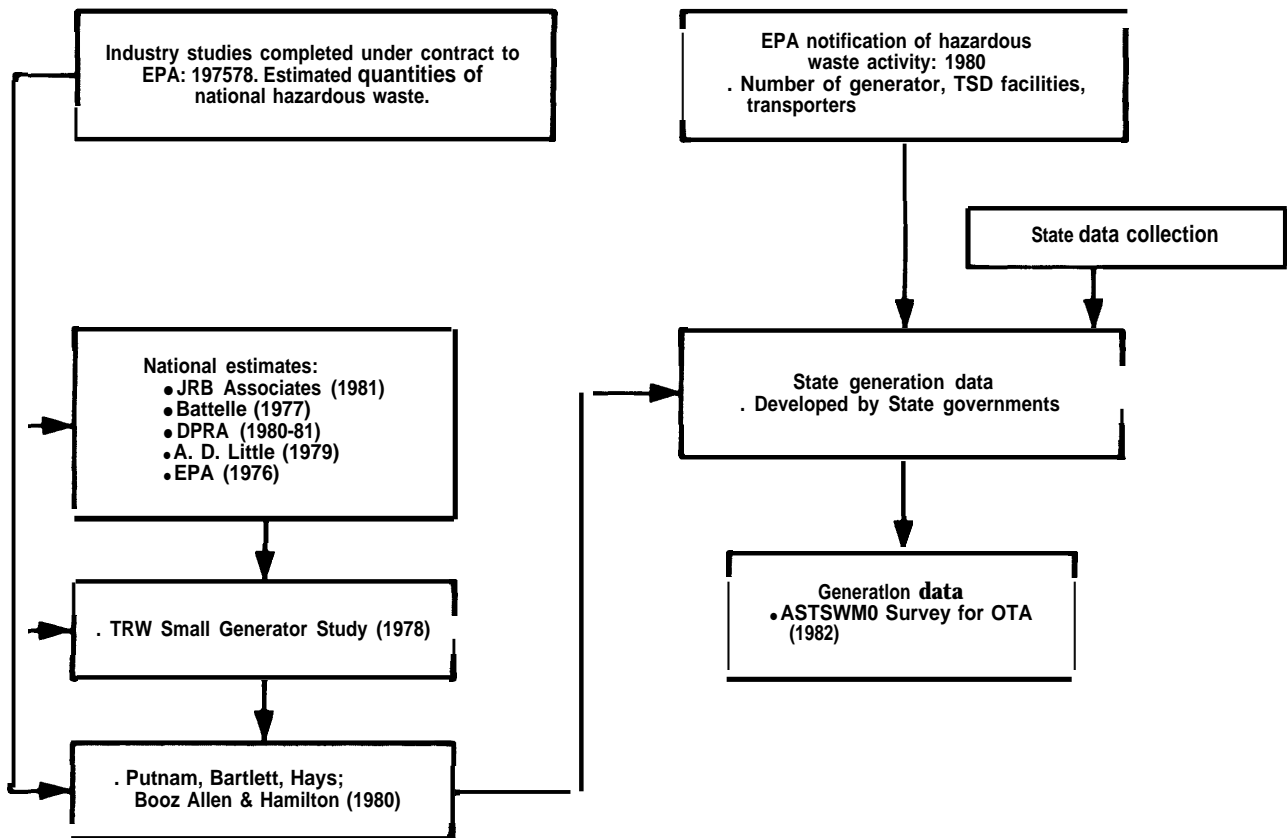 Industry studies completed under contract to
EPA: 197578. Estimated quantities of
national hazardous waste.
EPA notification of hazardous
waste activity: 1980
. Number of generator, TSD facilities,
transporters
State data collection
National estimates:
● JRB Associates (1981)
● Battelle (1977)
● DPRA (1980-81)
● A. D. Little (1979)
● EPA (1976)
State generation data
. Developed by State governments
. TRW Small Generator Study (1978)
Generation data
● ASTSWM0 Survey for OTA
(1982)
. Putnam, Bartlett, Hays;
Booz Allen & Hamilton (1980)